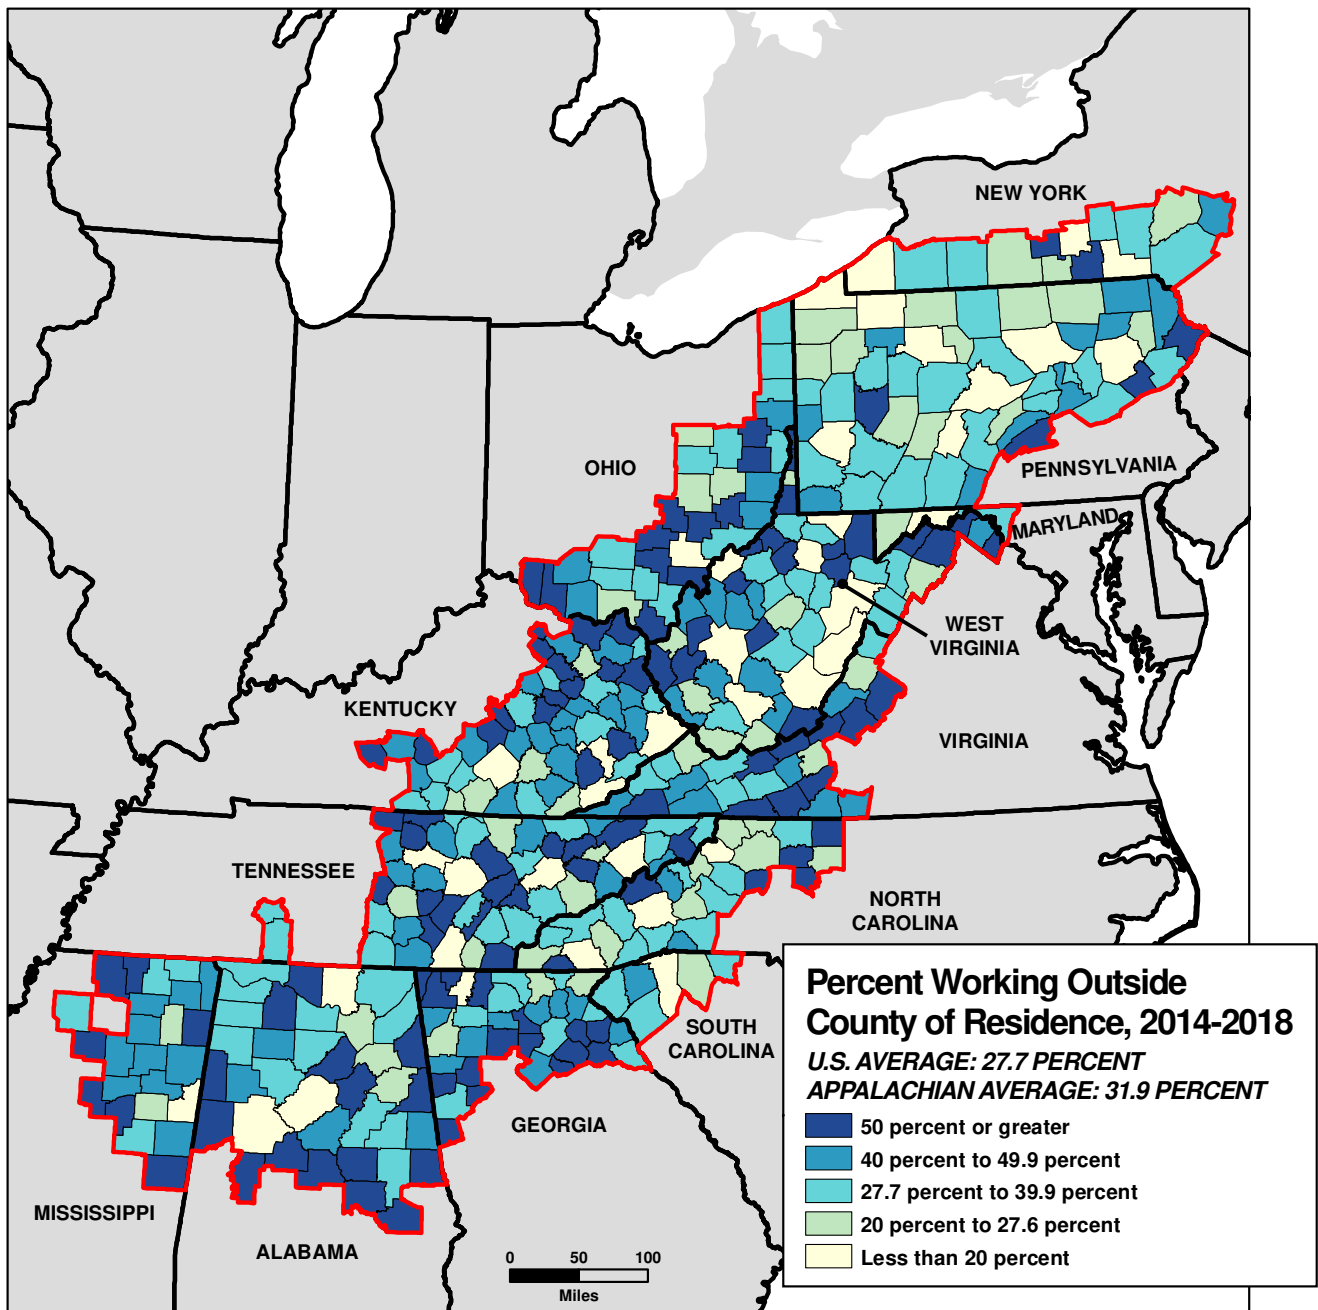 NEW YORK
OHIO
PENNSYLVANIA
MARYLAND
WEST
VIRGINIA
KENTUCKY
VIRGINIA
TENNESSEE
NORTH
CAROLINA
SOUTH
CAROLINA
GEORGIA
MISSISSIPPI
ALABAMA
0 50 100
Miles
Percent Working Outside
County of Residence, 2014-2018
U.S. AVERAGE: 27.7 PERCENT
APPALACHIAN AVERAGE: 31.9 PERCENT
50 percent or greater
40 percent to 49.9 percent
27.7 percent to 39.9 percent
20 percent to 27.6 percent
Less than 20 percent